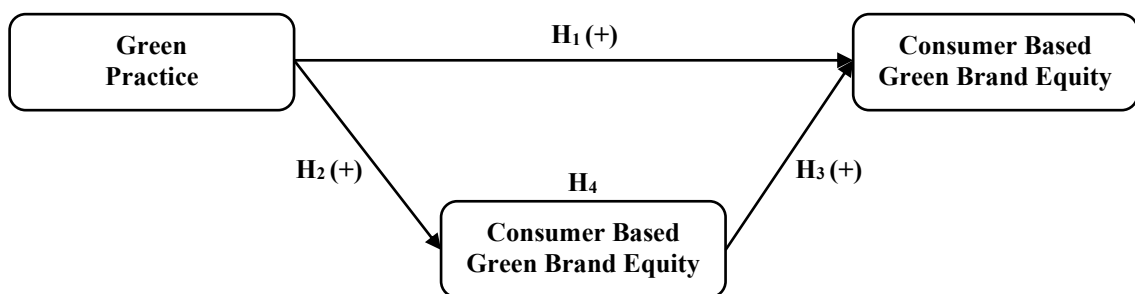 Green
Practice
H₁ (+)
Consumer Based
Green Brand Equity
H₂ (+)
H₄
H₃ (+)
Consumer Based
Green Brand Equity